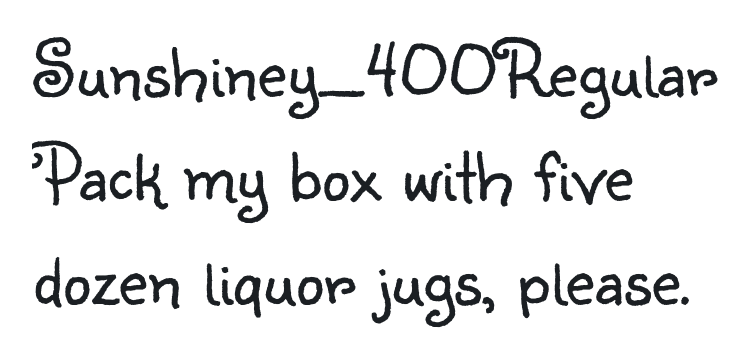 Sunshiney_400Regular
Pack my box with five
dozen liquor jugs, please.